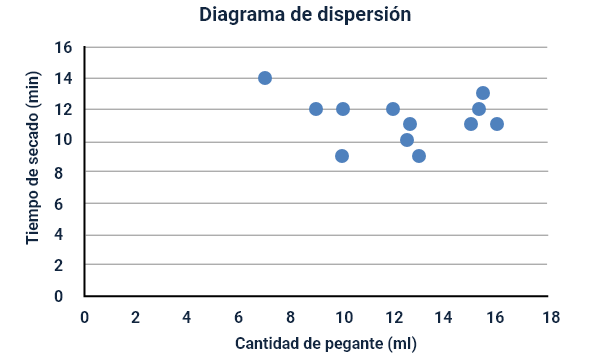 Diagrama de dispersión
16
14
12
10
8
6
4
2
0
Tiempo de secado (min)
0 2 4 6 8 10 12 14 16 18
Cantidad de pegante (ml)